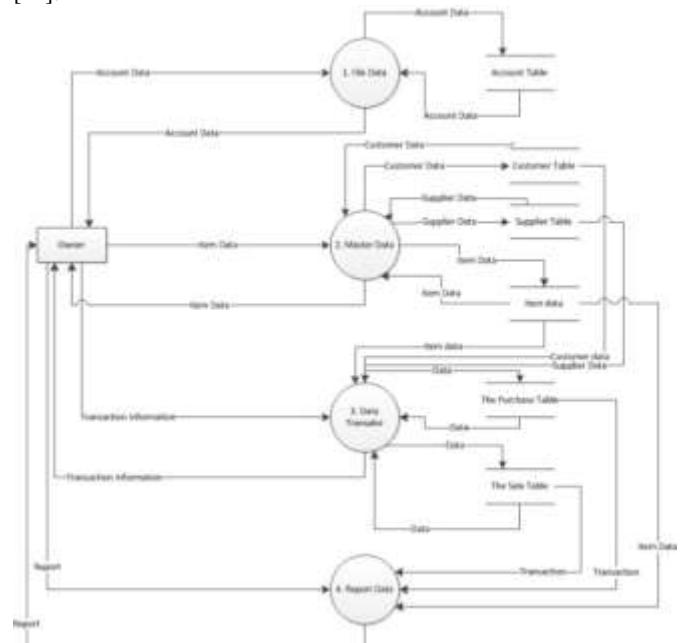 Account Data
Account Data
1. File Data
Account Table
Account Data
Account Data
Customer Data
Customer Data
Customer Table
Supplier Data
Owner
Item Data
2. Master Data
Supplier Data
Supplier Table
Item Data
Item Data
Item Data
Item data
Item data
Customer data
Supplier Data
Data
Transaction Information
3. Data
The Purchase Table
Data
Data
Transaction Information
The Sale Table
Data
Item Data
Report
Transaction
Transaction
4. Report Data
Report